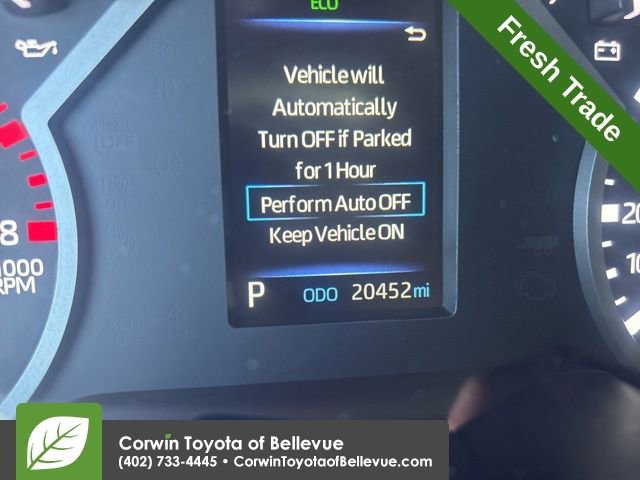 ECO
Fresh Trade
Vehicle will
Automatically
Turn OFF if Parked
for 1 Hour
Perform Auto OFF
Keep Vehicle ON
P ODO 20452 mi
8
1000
RPM
20
10
CHECK
Corwin Toyota of Bellevue
(402) 733-4445 • CorwinToyotaofBellevue.com